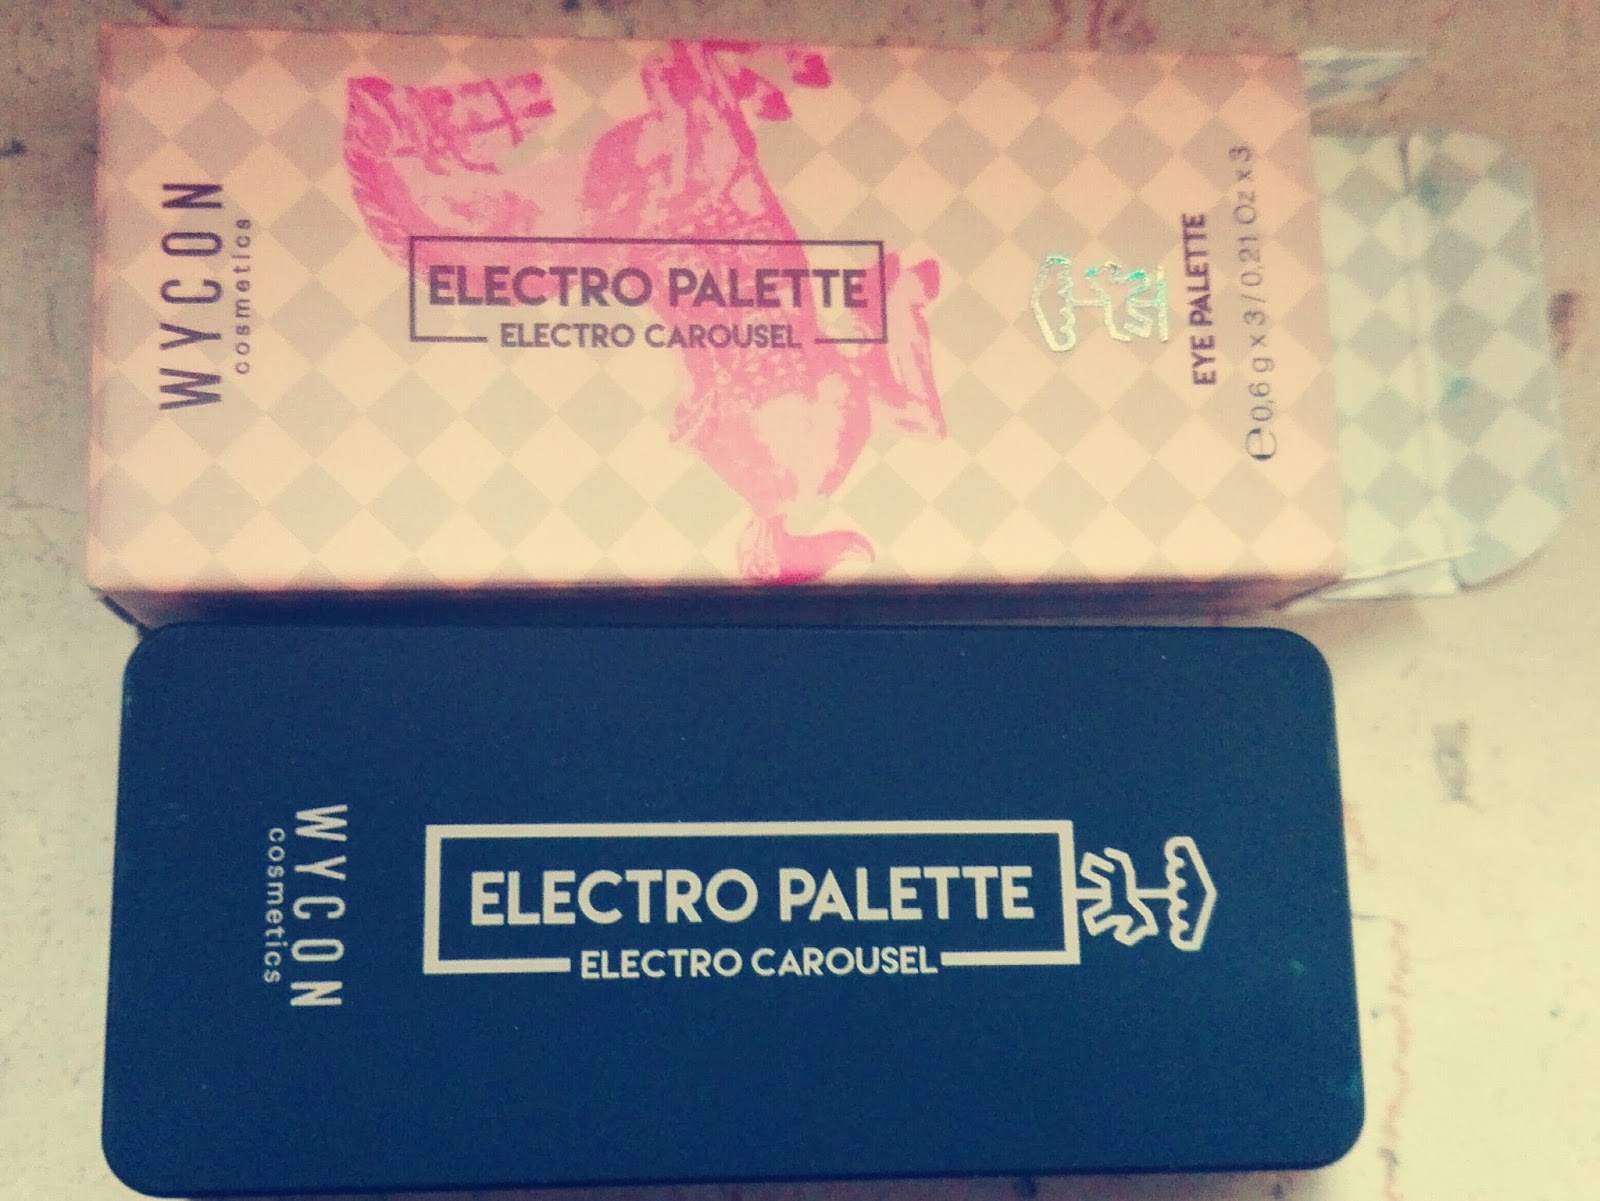 WYCON
cosmetics
ELECTRO PALETTE
ELECTRO CAROUSEL
EYE PALETTE
℮0,6 g x 3 / 0,21 Oz x 3
WYCON
cosmetics
ELECTRO PALETTE
ELECTRO CAROUSEL